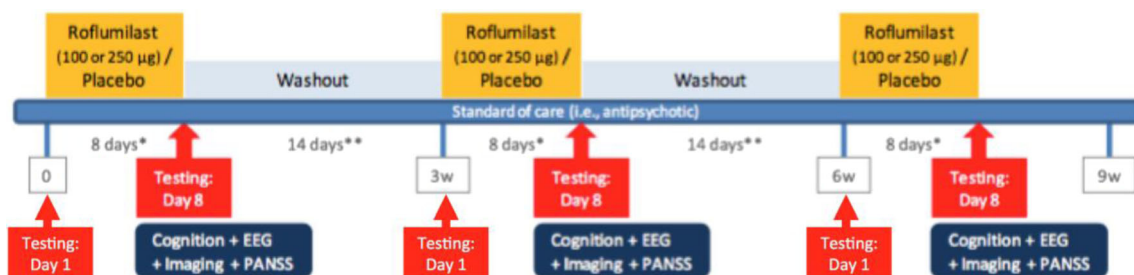 Roflumilast
(100 or 250 µg) /
Placebo
Washout
Roflumilast
(100 or 250 µg) /
Placebo
Washout
Roflumilast
(100 or 250 µg) /
Placebo
Standard of care (i.e., antipsychotic)
8 days*
14 days**
8 days*
14 days**
8 days*
0
3w
6w
9w
Testing:
Day 8
Testing:
Day 8
Testing:
Day 8
Testing:
Day 1
Cognition + EEG
+ Imaging + PANSS
Testing:
Day 1
Cognition + EEG
+ Imaging + PANSS
Testing:
Day 1
Cognition + EEG
+ Imaging + PANSS